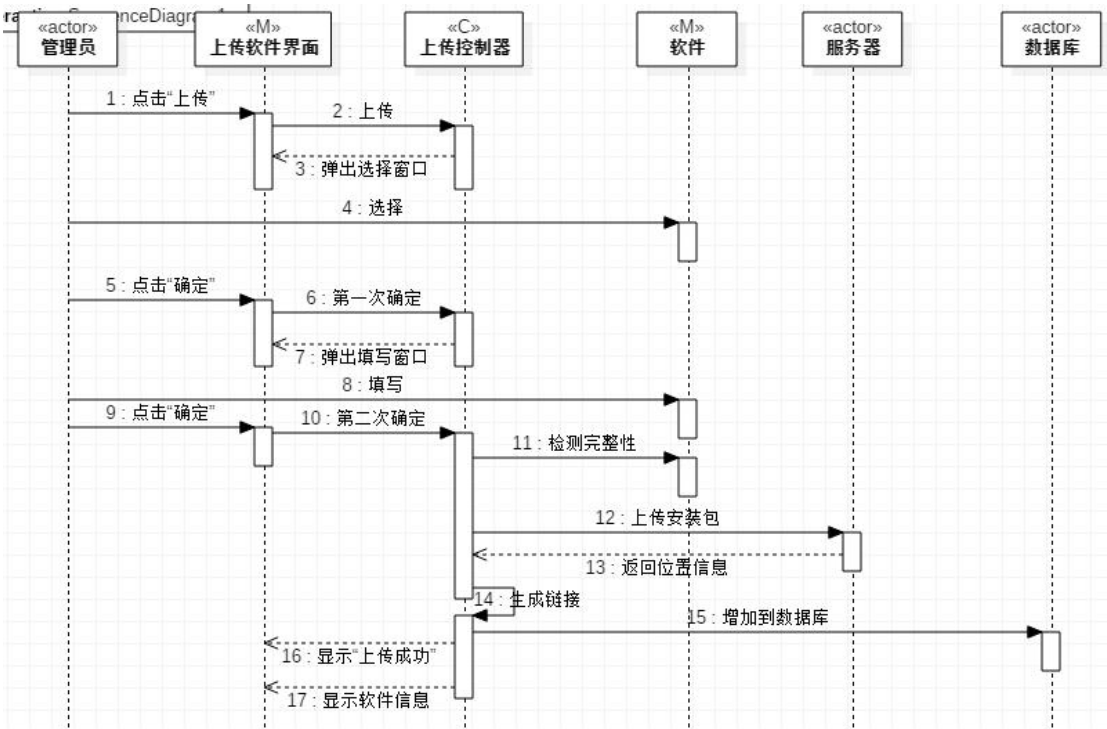 SequenceDiagram1
«actor»
管理员
«M»
上传软件界面
«C»
上传控制器
«M»
软件
«actor»
服务器
«actor»
数据库
1 : 点击“上传”
2 : 上传
3 : 弹出选择窗口
4 : 选择
5 : 点击“确定”
6 : 第一次确定
7 : 弹出填写窗口
8 : 填写
9 : 点击“确定”
10 : 第二次确定
11 : 检测完整性
12 : 上传安装包
13 : 返回位置信息
14 : 生成链接
15 : 增加到数据库
16 : 显示“上传成功”
17 : 显示软件信息